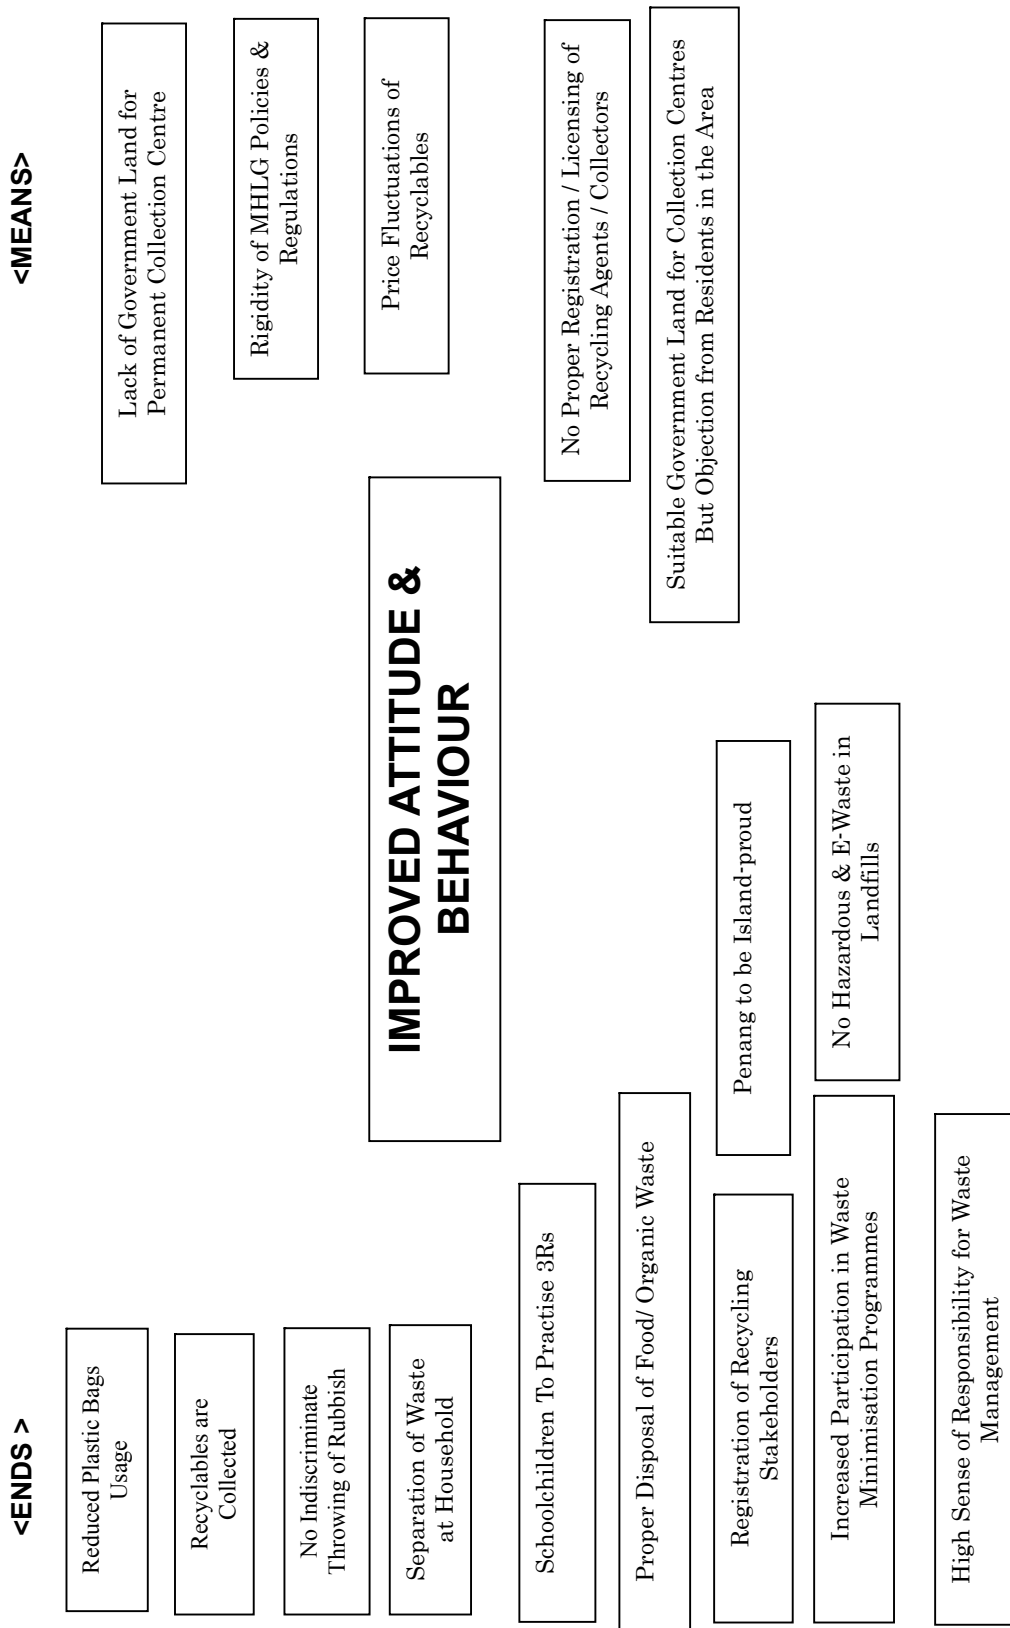 <ENDS >
<MEANS>
Reduced Plastic Bags
Usage
Recyclables are
Collected
No Indiscriminate
Throwing of Rubbish
Separation of Waste
at Household
Schoolchildren To Practise 3Rs
Proper Disposal of Food/ Organic Waste
Registration of Recycling
Stakeholders
Increased Participation in Waste
Minimisation Programmes
High Sense of Responsibility for Waste
Management
Penang to be Island-proud
No Hazardous & E-Waste in
Landfills
IMPROVED ATTITUDE &
BEHAVIOUR
Lack of Government Land for
Permanent Collection Centre
Rigidity of MHLG Policies &
Regulations
Price Fluctuations of
Recyclables
No Proper Registration / Licensing of
Recycling Agents / Collectors
Suitable Government Land for Collection Centres
But Objection from Residents in the Area